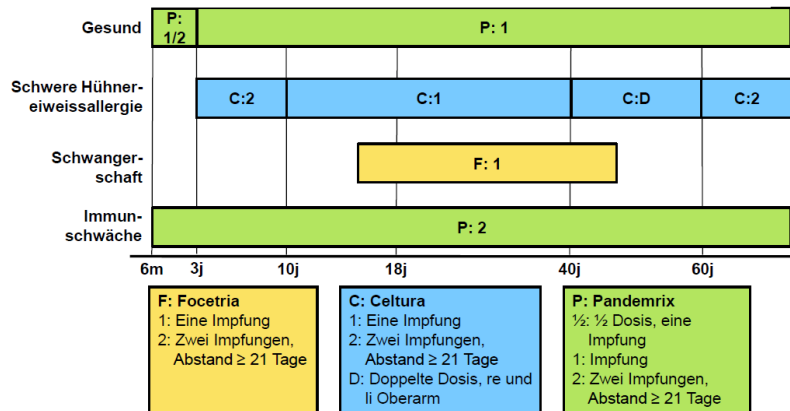 Gesund
P:
1/2
P: 1
Schwere Hühner-
eiweissallergie
C:2
C:1
C:D
C:2
Schwanger-
schaft
F: 1
Immun-
schwäche
P: 2
6m 3j 10j 18j 40j 60j
F: Focetria
1: Eine Impfung
2: Zwei Impfungen,
Abstand ≥ 21 Tage
C: Celtura
1: Eine Impfung
2: Zwei Impfungen,
Abstand ≥ 21 Tage
D: Doppelte Dosis, re und
li Oberarm
P: Pandemrix
½: ½ Dosis, eine
Impfung
1: Impfung
2: Zwei Impfungen,
Abstand ≥ 21 Tage